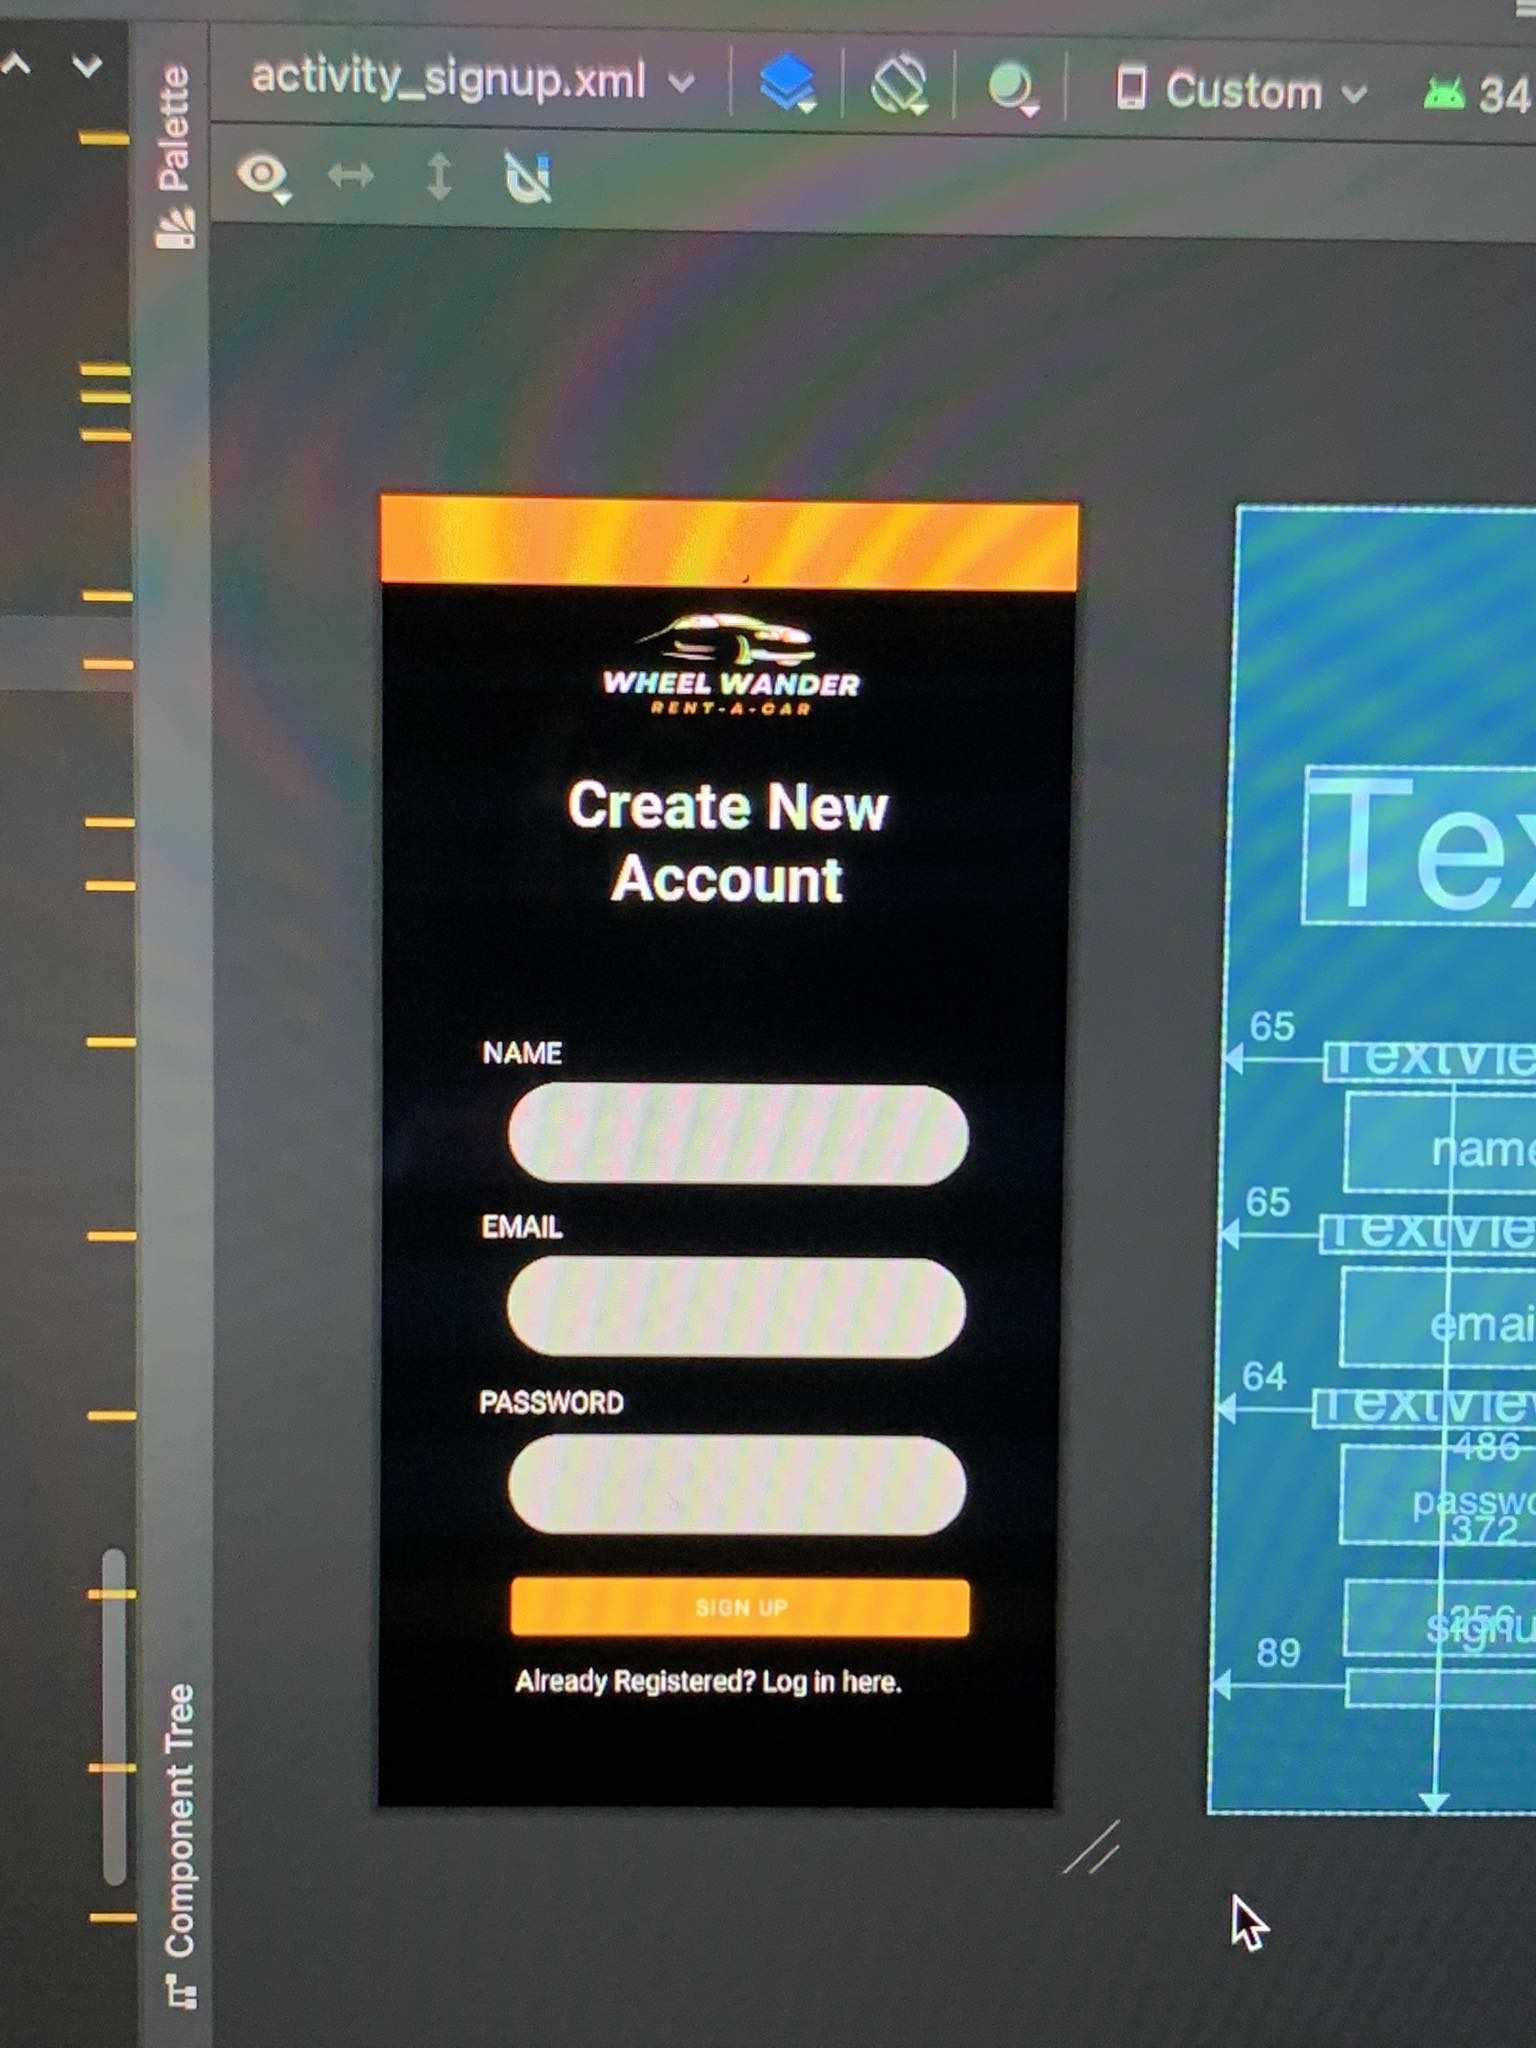 activity_signup.xml
Custom
34
Palette
WHEEL WANDER
RENT-A-CAR
Create New
Account
NAME
EMAIL
PASSWORD
SIGN UP
Already Registered? Log in here.
Component Tree
Tex
65
TextVie
name
65
TextVie
emai
64
TextView
486
passwo
372
256
signu
89